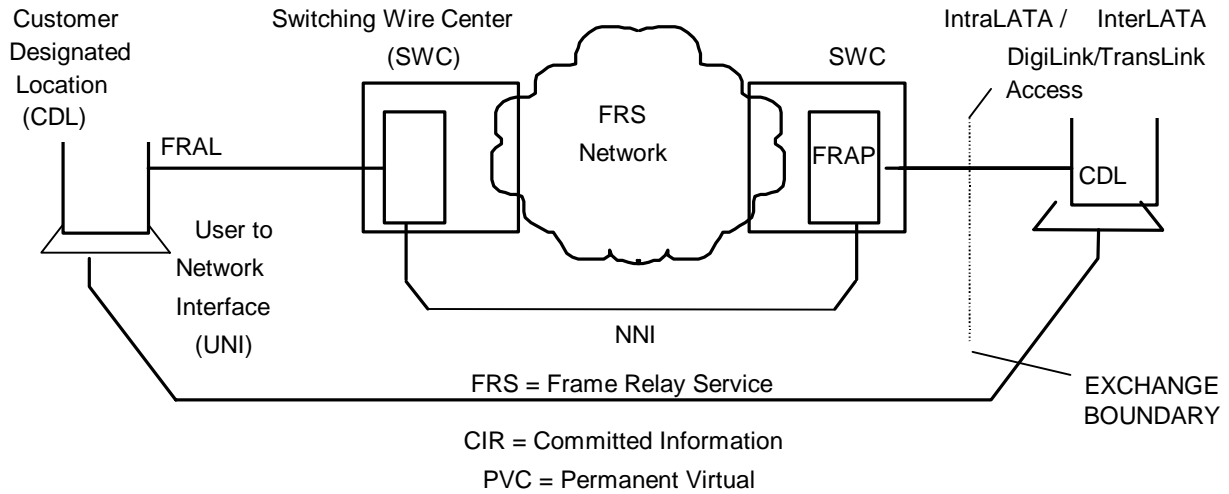 Customer
Designated
Location
(CDL)
Switching Wire Center
(SWC)
SWC
IntraLATA / InterLATA
DigiLink/TransLink
Access
FRAL
FRS
Network
FRAP
CDL
User to
Network
Interface
(UNI)
NNI
FRS = Frame Relay Service
EXCHANGE
BOUNDARY
CIR = Committed Information
PVC = Permanent Virtual